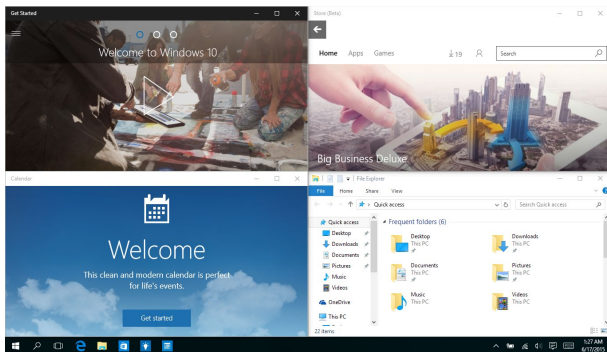 Get Started
Welcome to Windows 10
Store (Beta)
Home Apps Games 19 Search
Big Business Deluxe
Calendar
Welcome
This clean and modern calendar is perfect
for life's events.
Get started
File Explorer
File Home Share View
Quick access
Search Quick access
Quick access
Desktop
Downloads
Documents
Pictures
Music
Videos
OneDrive
This PC
Frequent folders (6)
Desktop
This PC
Downloads
This PC
Documents
This PC
Pictures
This PC
Music
This PC
Videos
This PC
22 items
1:27 AM
6/17/2015